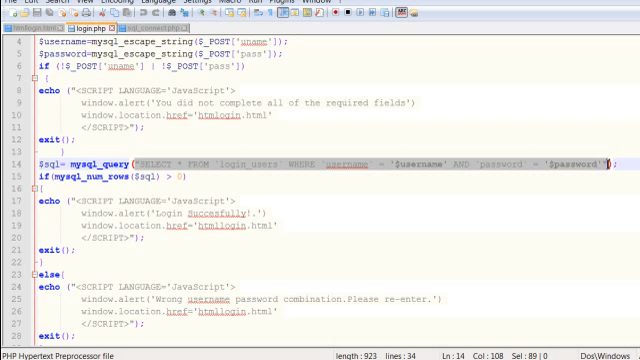 Edit Search View Encoding Language Settings Macro Run Plugins Window ?
htmllogin.html login.php sql_connect.php
4 $username=mysql_escape_string($_POST['uname']);
5 $password=mysql_escape_string($_POST['pass']);
6 if (!$_POST['uname'] | !$_POST['pass'])
7 {
8 echo ("<SCRIPT LANGUAGE='JavaScript'>
9 window.alert('You did not complete all of the required fields')
10 window.location.href='htmlogin.html'
11 </SCRIPT>");
12 exit();
13 }
14 $sql= mysql_query("SELECT * FROM `login_users` WHERE `username` = '$username' AND `password` = '$password'");
15 if(mysql_num_rows($sql) > 0)
16 {
17 echo ("<SCRIPT LANGUAGE='JavaScript'>
18 window.alert('Login Succesfully!.')
19 window.location.href='htmllogin.html'
20 </SCRIPT>");
21 exit();
22 }
23 else{
24 echo ("<SCRIPT LANGUAGE='JavaScript'>
25 window.alert('Wrong username password combination.Please re-enter.')
26 window.location.href='htmllogin.html'
27 </SCRIPT>");
28 exit();
PHP Hypertext Preprocessor file length : 923 lines : 34 Ln : 14 Col : 108 Sel : 89 | 0 Dos\Windows